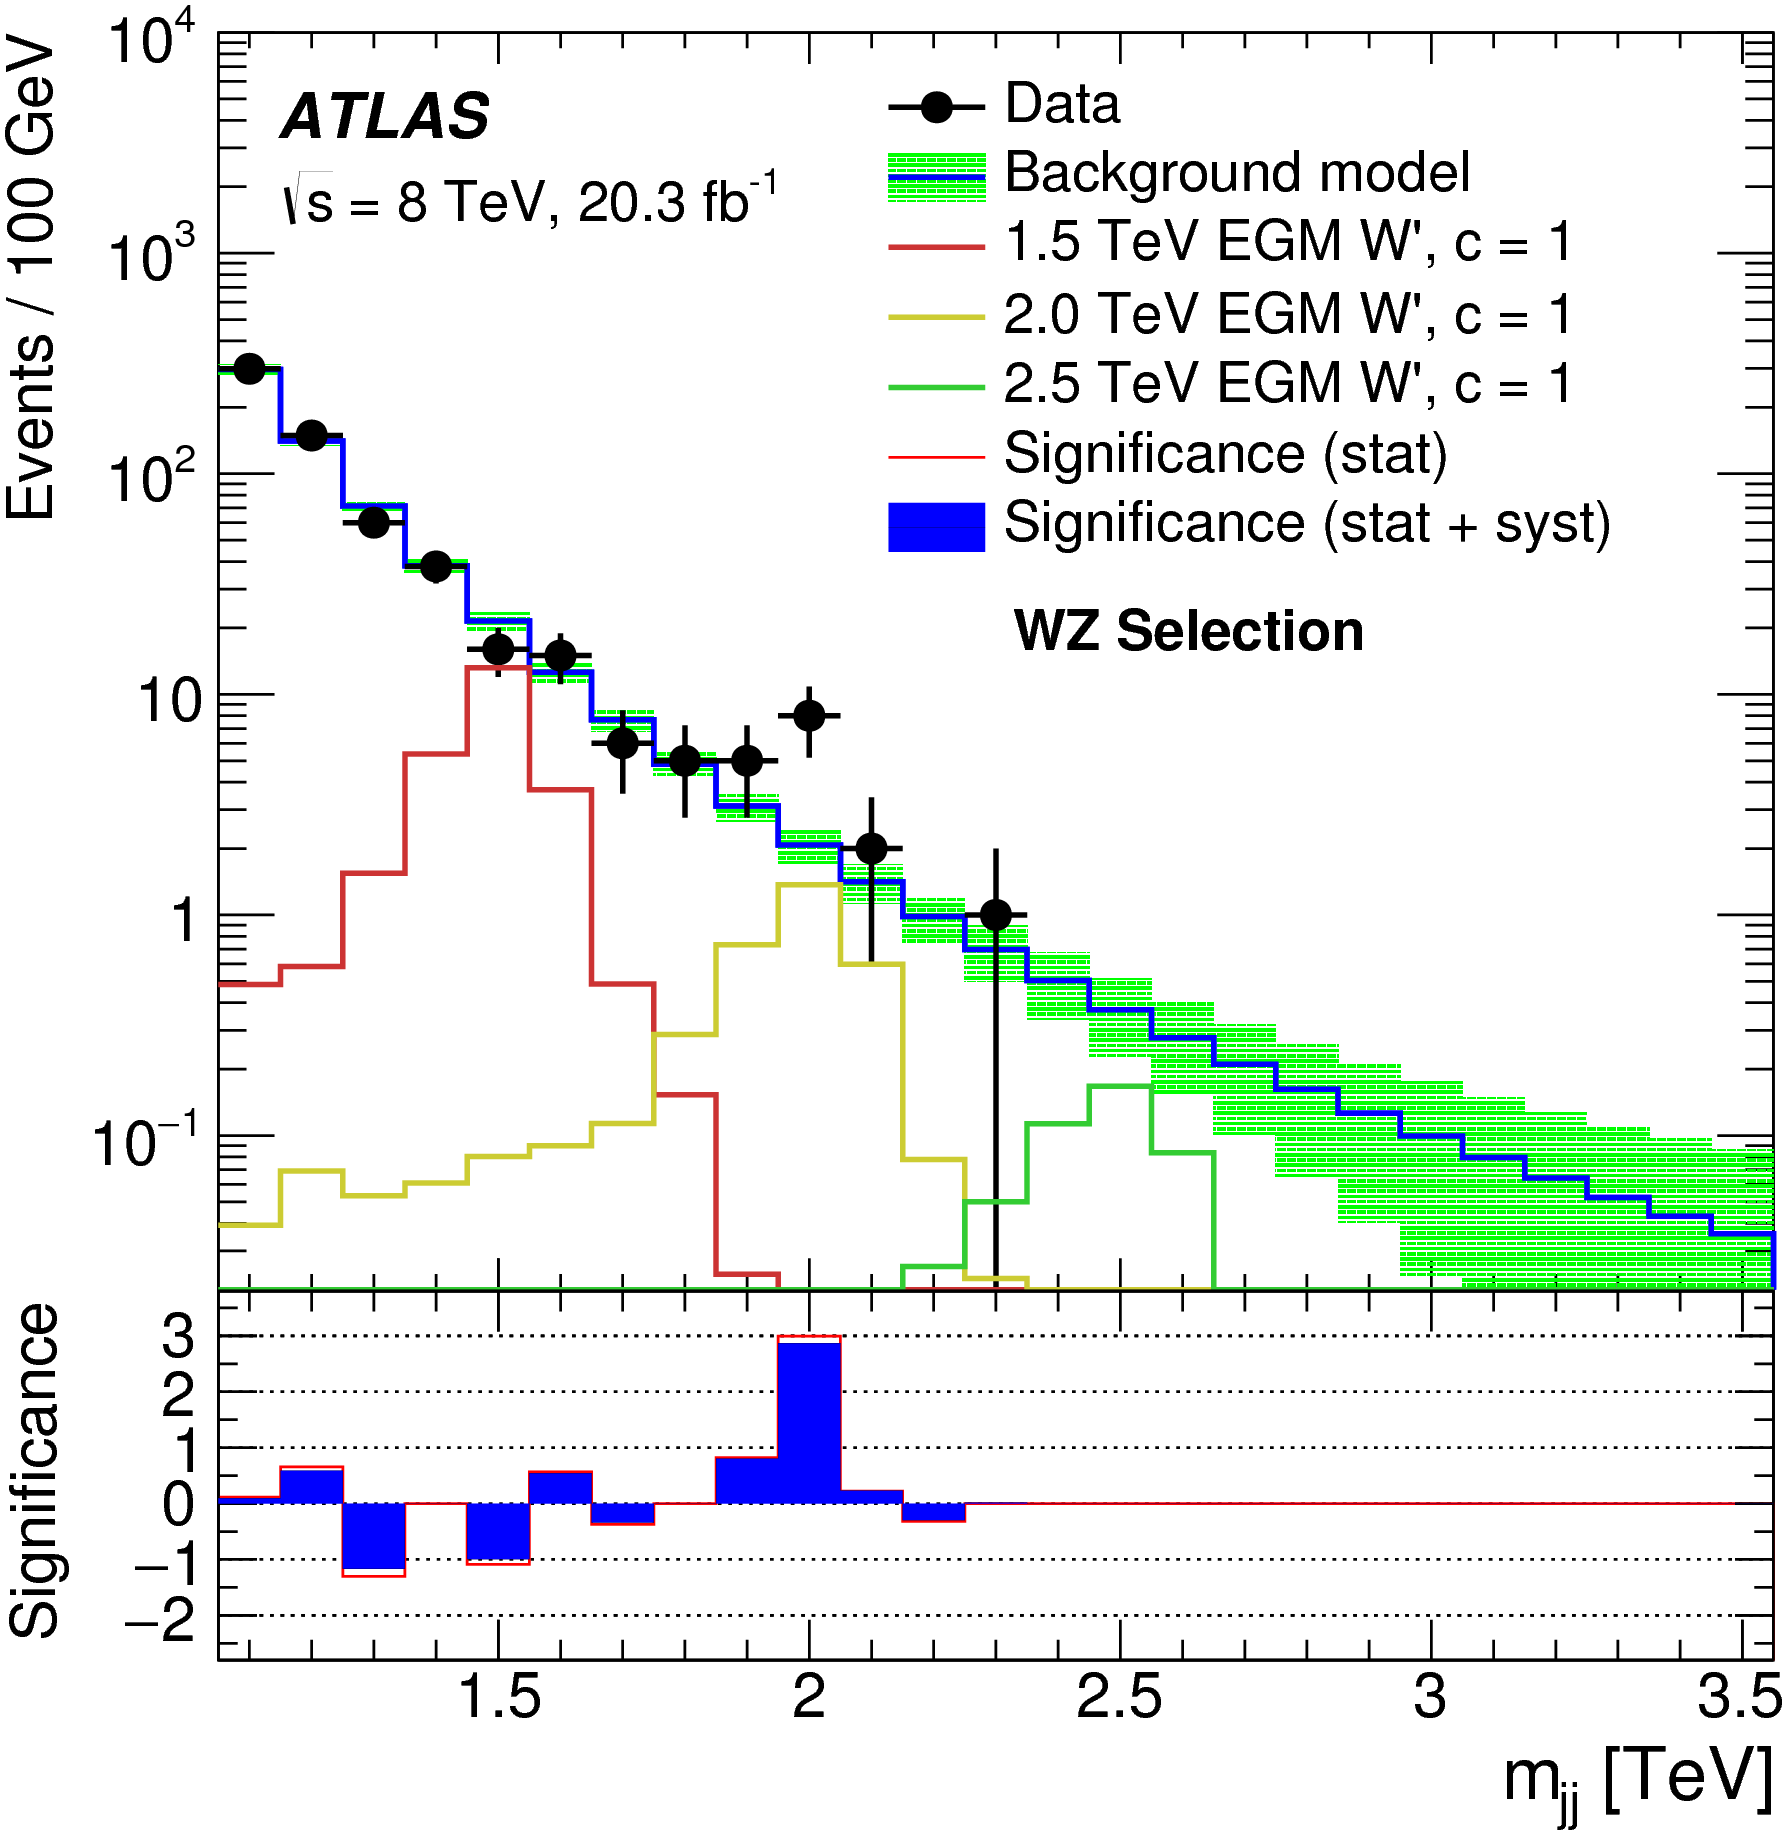 Events / 100 GeV
10⁴
10³
10²
10
1
10⁻¹
ATLAS
√s = 8 TeV, 20.3 fb⁻¹
Data
Background model
1.5 TeV EGM W', c = 1
2.0 TeV EGM W', c = 1
2.5 TeV EGM W', c = 1
Significance (stat)
Significance (stat + syst)
WZ Selection
Significance
3
2
1
0
−1
−2
1.5 2 2.5 3 3.5
m_jj [TeV]